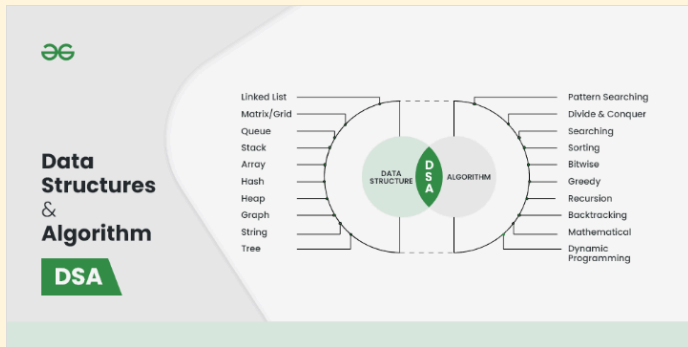 Data
Structures
&
Algorithm
DSA
Linked List
Matrix/Grid
Queue
Stack
Array
Hash
Heap
Graph
String
Tree
DATA
STRUCTURE
DSA
ALGORITHM
Pattern Searching
Divide & Conquer
Searching
Sorting
Bitwise
Greedy
Recursion
Backtracking
Mathematical
Dynamic
Programming